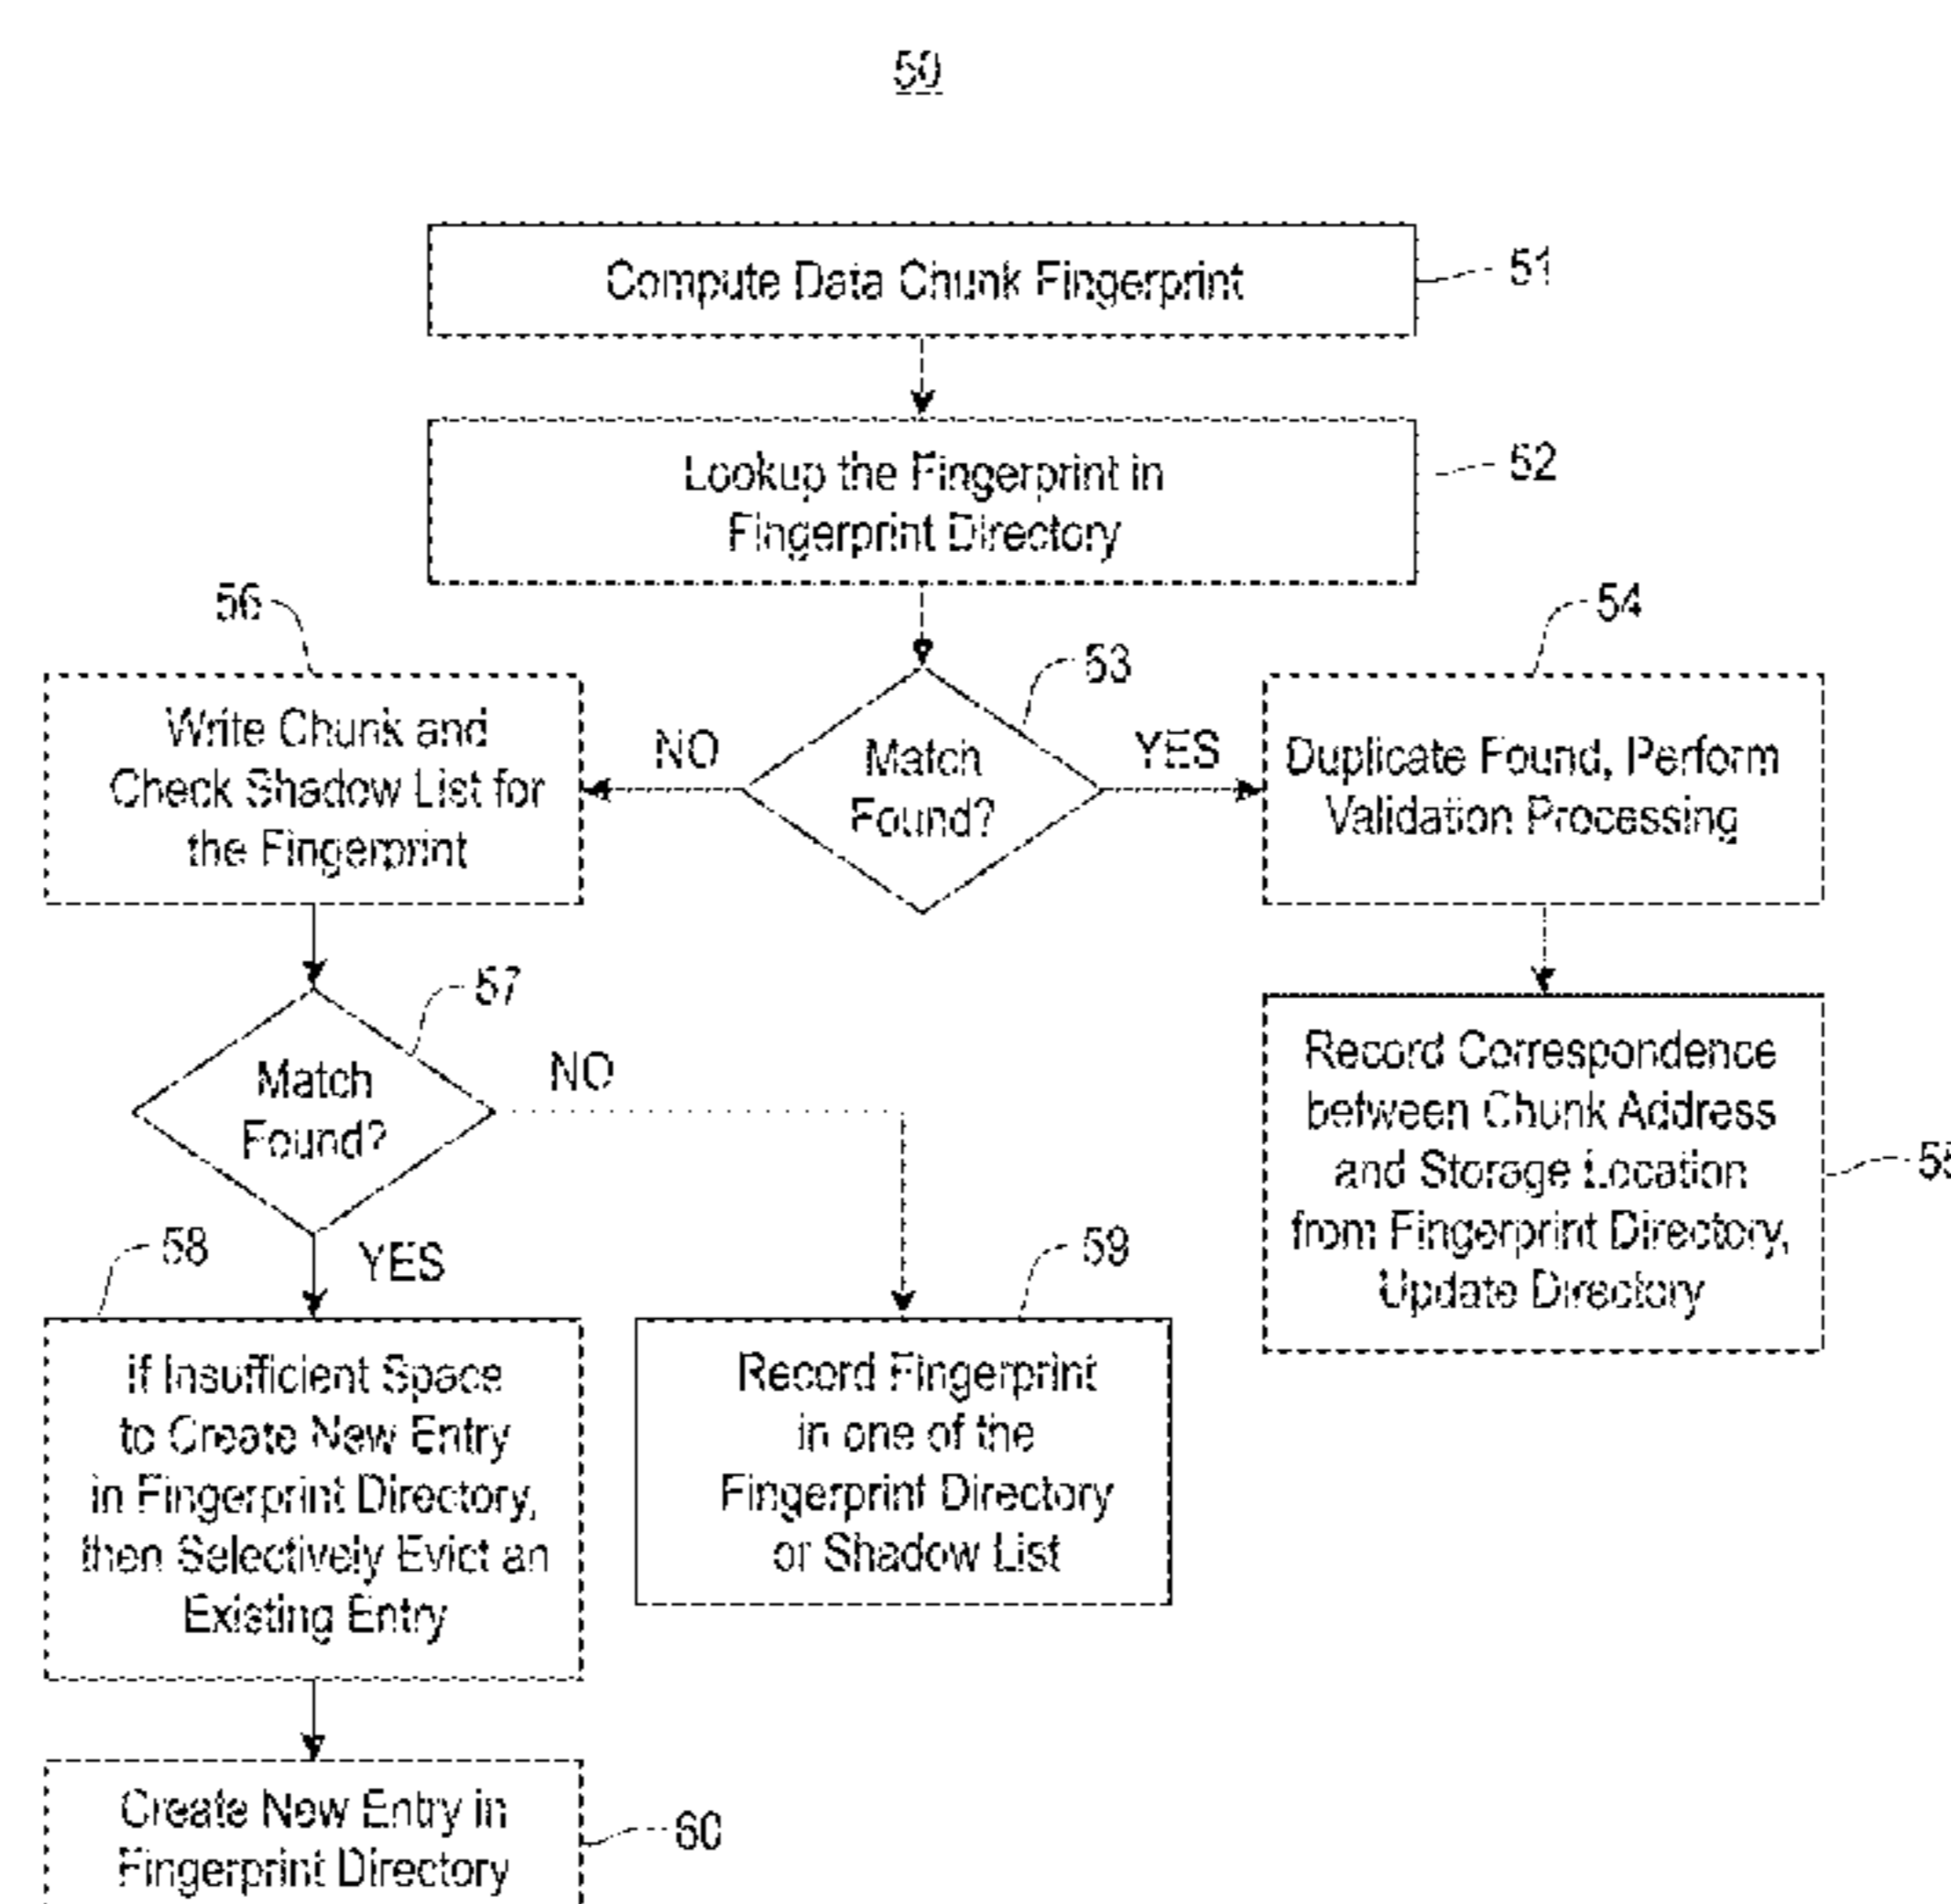 50
Compute Data Chunk Fingerprint
51
Lookup the Fingerprint in
Fingerprint Directory
52
53
Match
Found?
NO
YES
56
Write Chunk and
Check Shadow List for
the Fingerprint
54
Duplicate Found, Perform
Validation Processing
57
Match
Found?
NO
YES
Record Correspondence
between Chunk Address
and Storage Location
from Fingerprint Directory,
Update Directory
58
If Insufficient Space
to Create New Entry
in Fingerprint Directory,
then Selectively Evict an
Existing Entry
59
Record Fingerprint
in one of the
Fingerprint Directory
or Shadow List
Create New Entry in
Fingerprint Directory
60